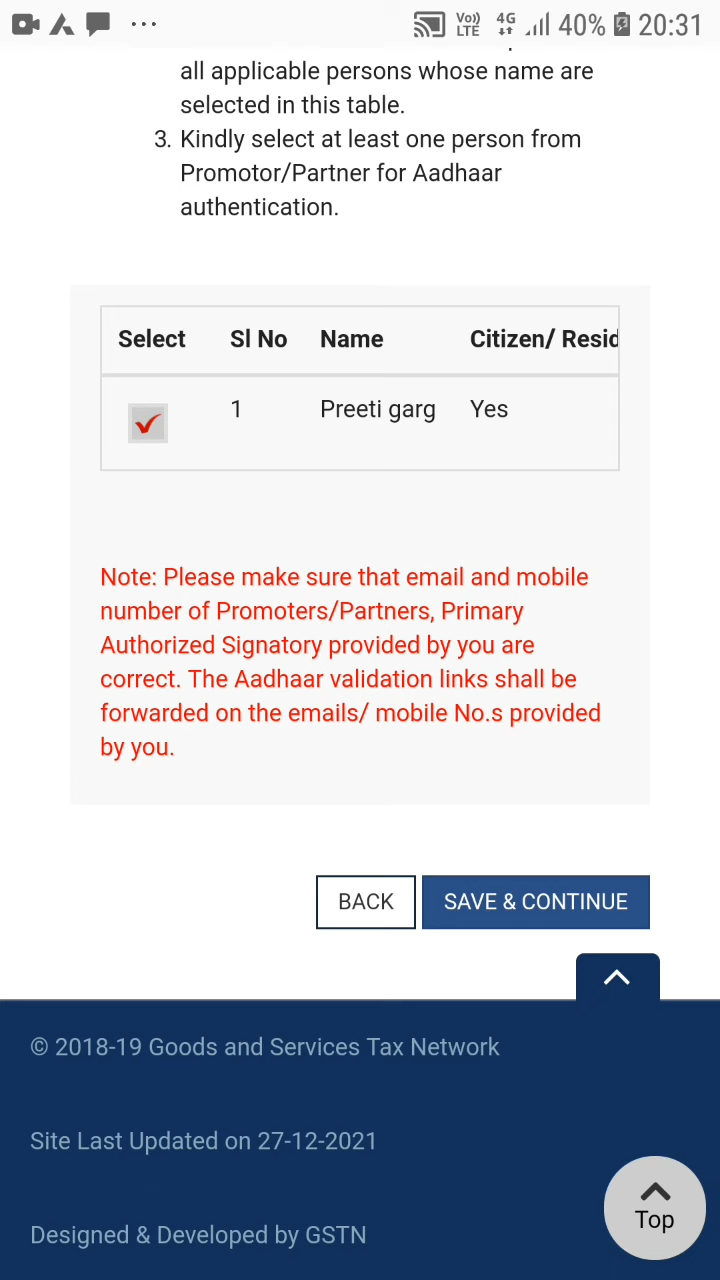 Vo)) LTE 4G 40% 20:31
all applicable persons whose name are
selected in this table.
3. Kindly select at least one person from
Promotor/Partner for Aadhaar
authentication.
Select Sl No Name Citizen/ Resid
1 Preeti garg Yes
Note: Please make sure that email and mobile
number of Promoters/Partners, Primary
Authorized Signatory provided by you are
correct. The Aadhaar validation links shall be
forwarded on the emails/ mobile No.s provided
by you.
BACK SAVE & CONTINUE
© 2018-19 Goods and Services Tax Network
Site Last Updated on 27-12-2021
Top
Designed & Developed by GSTN